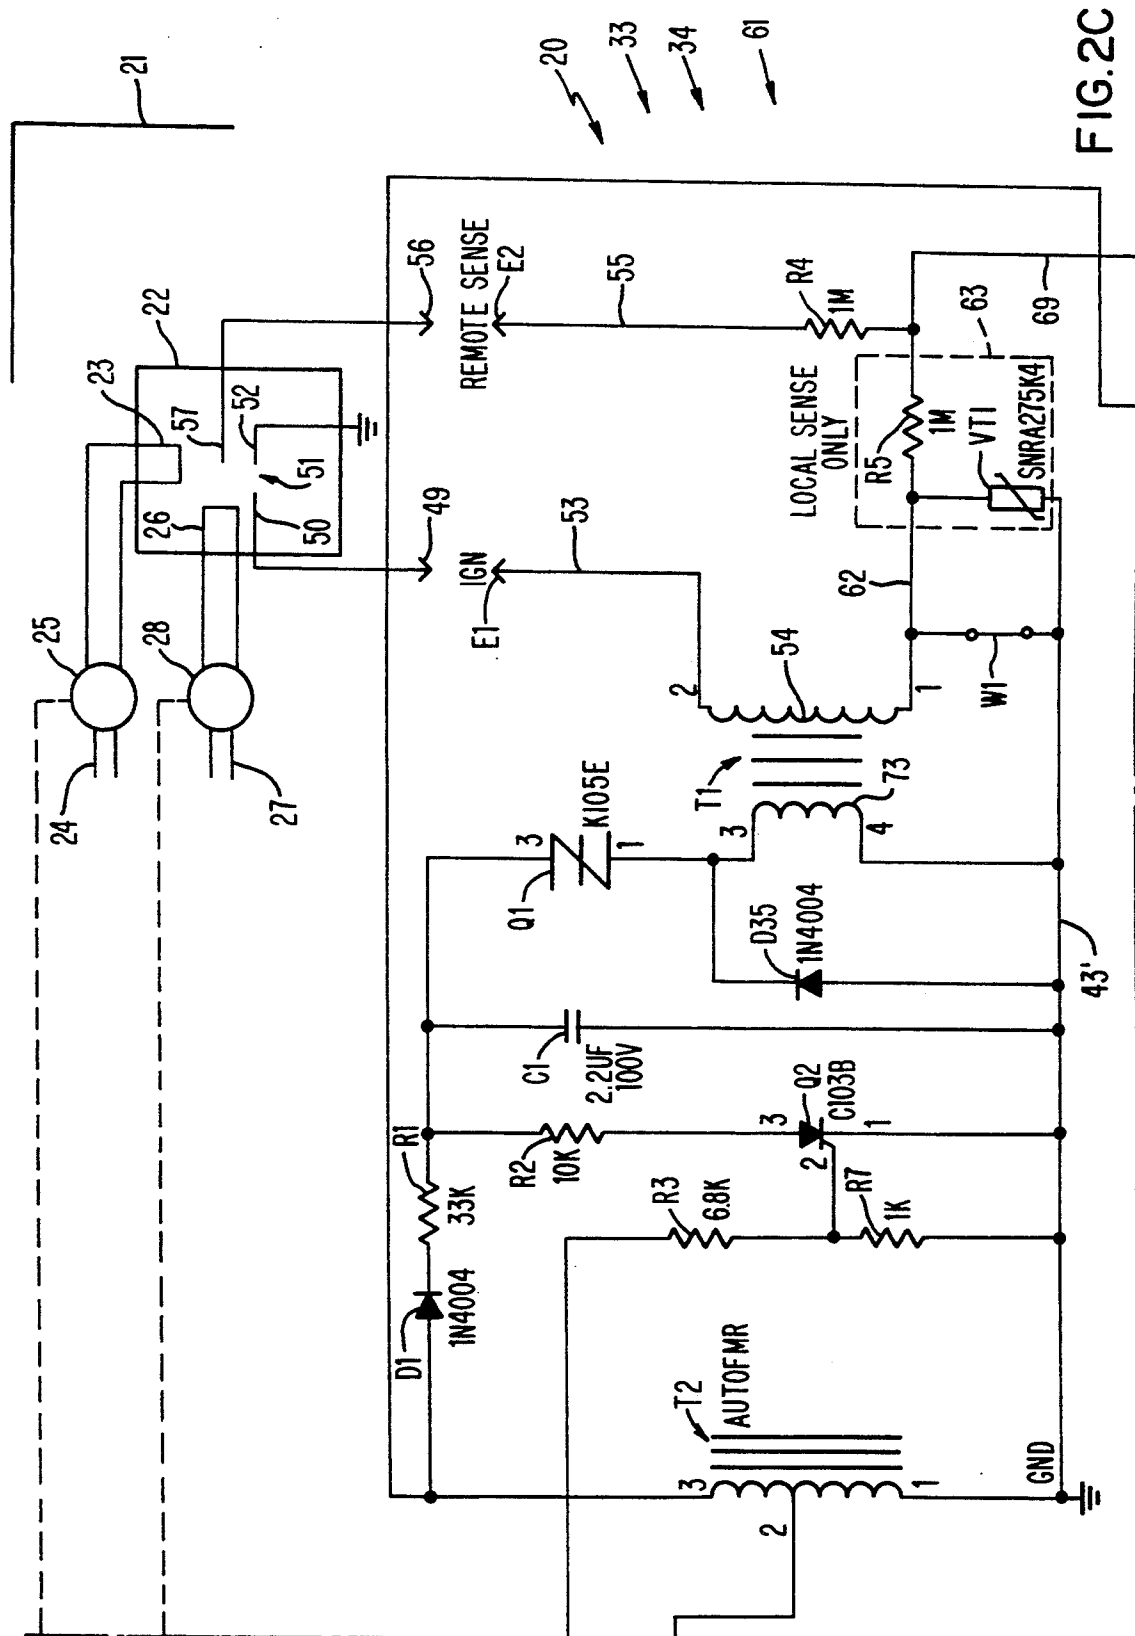 21
20
33
34
61
FIG.2C
22
23
57
52
51
50
26
56
REMOTE SENSE
E2
55
R4
1M
63
69
49
IGN
E1
53
LOCAL SENSE
ONLY
R5
1M
VT1
SNRA275K4
62
W1
25
28
24
27
2
54
1
T1
3
73
4
Q1
3
K105E
1
D35
1N4004
43'
C1
2.2UF
100V
R1
33K
R2
10K
3
Q2
C103B
2
1
R3
6.8K
R7
1K
D1
1N4004
T2
AUTOFMR
3
2
1
GND